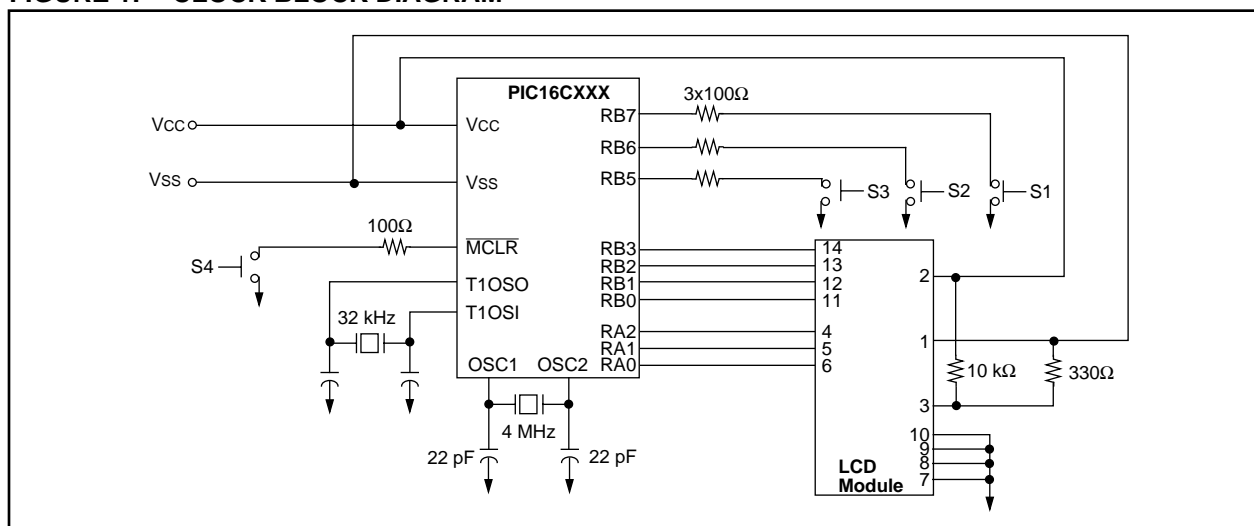 FIGURE 1: CLOCK BLOCK DIAGRAM
PIC16CXXX
VCC
VCC
VSS
VSS
100Ω
MCLR
S4
T1OSO
32 kHz
T1OSI
OSC1 OSC2
4 MHz
22 pF
22 pF
RB7
3x100Ω
RB6
RB5
S3
S2
S1
RB3
RB2
RB1
RB0
RA2
RA1
RA0
14
13
12
11
4
5
6
2
1
3
10 kΩ
330Ω
10
9
8
7
LCD
Module